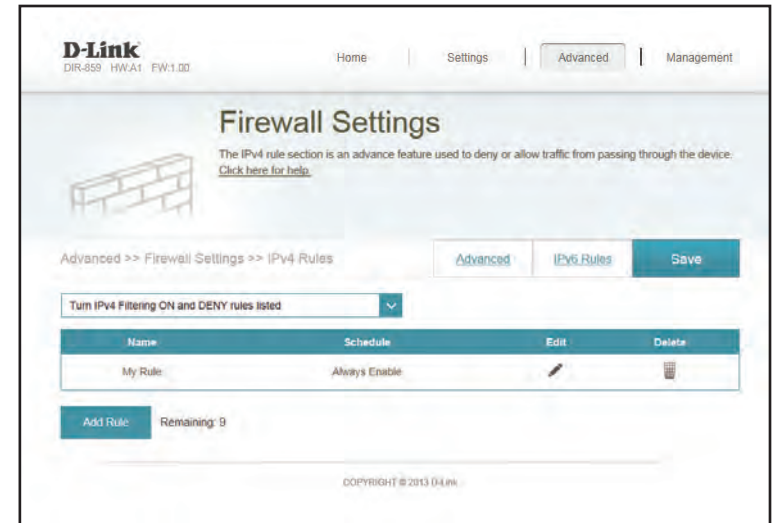 D-Link
DIR-859 HW:A1 FW:1.00
Home Settings Advanced Management
Firewall Settings
The IPv4 rule section is an advance feature used to deny or allow traffic from passing through the device.
Click here for help.
Advanced >> Firewall Settings >> IPv4 Rules
Advanced IPv6 Rules Save
Turn IPv4 Filtering ON and DENY rules listed
Name Schedule Edit Delete
My Rule Always Enable
Add Rule Remaining: 9
COPYRIGHT © 2013 D-Link